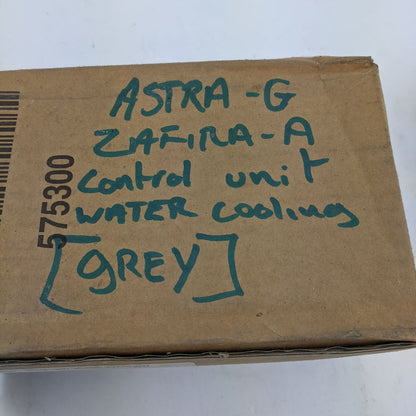 ASTRA-G
ZAFIRA-A
Control unit
WATER cooling
[gREY]
575300